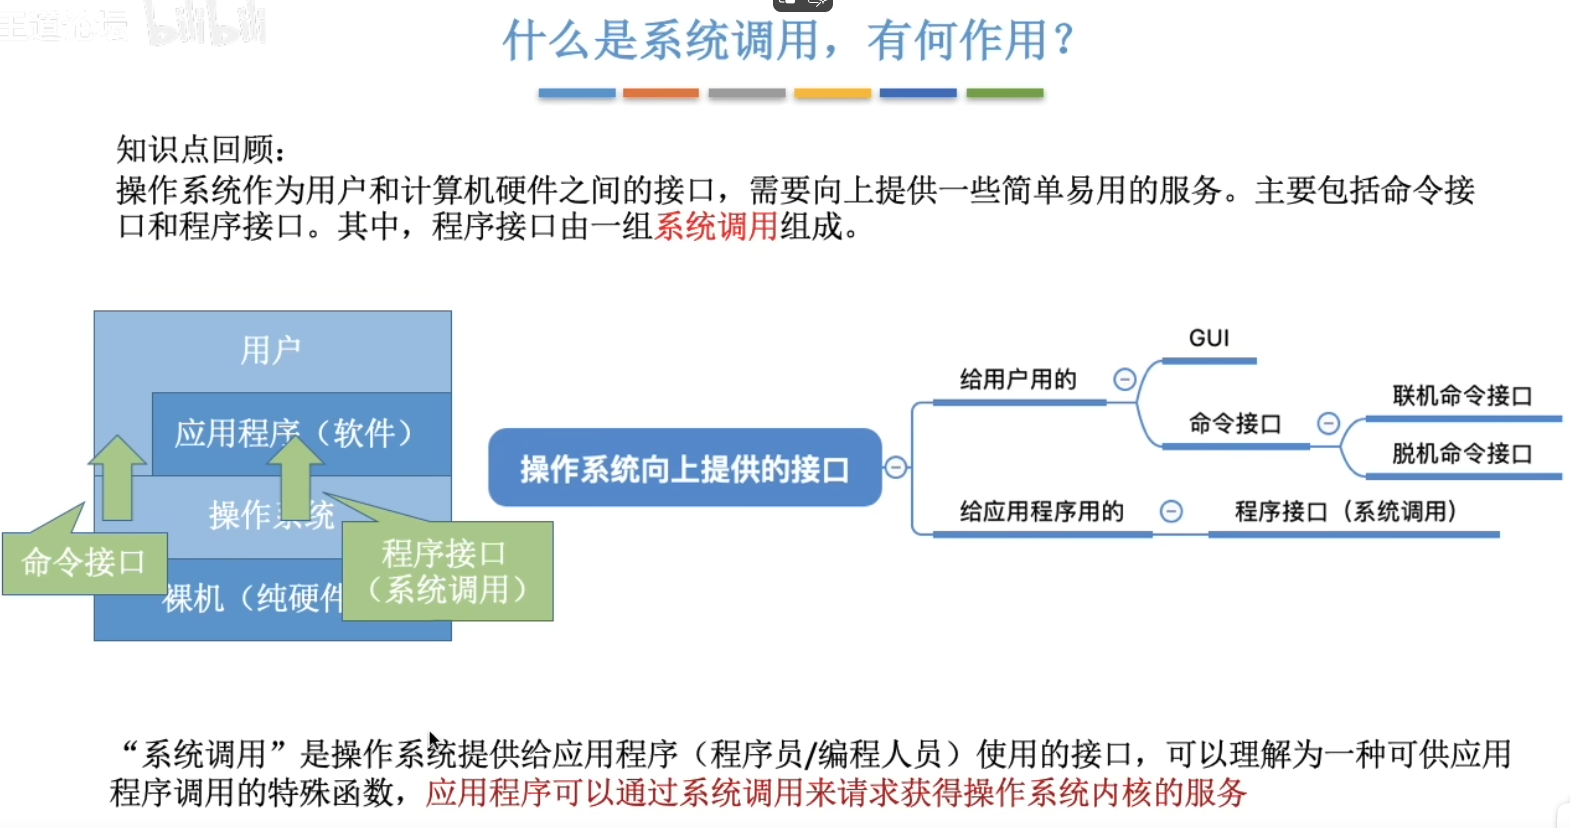 王道论坛 bilibili
什么是系统调用，有何作用？
知识点回顾：
操作系统作为用户和计算机硬件之间的接口，需要向上提供一些简单易用的服务。主要包括命令接
口和程序接口。其中，程序接口由一组系统调用组成。
用户
应用程序（软件）
操作系统
裸机（纯硬件
命令接口
程序接口
（系统调用）
操作系统向上提供的接口
给用户用的
GUI
命令接口
联机命令接口
脱机命令接口
给应用程序用的
程序接口（系统调用）
“系统调用”是操作系统提供给应用程序（程序员/编程人员）使用的接口，可以理解为一种可供应用
程序调用的特殊函数，应用程序可以通过系统调用来请求获得操作系统内核的服务